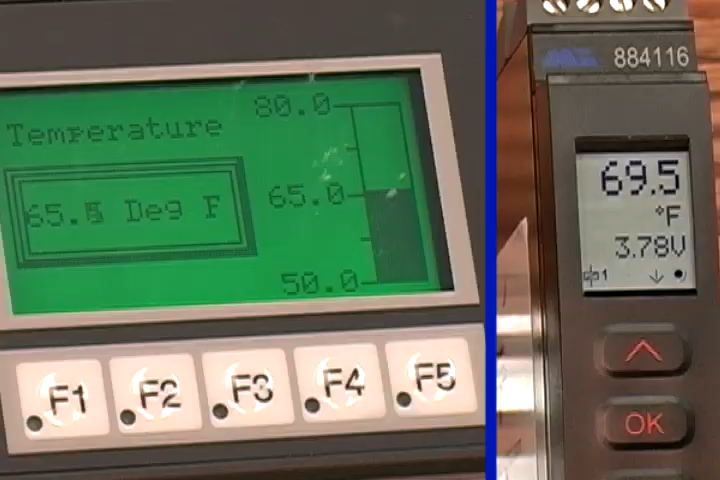 80.0
Temperature
65.0
65.5 Deg F
50.0
F1 F2 F3 F4 F5
884116
69.5
°F
3.78V
1
OK